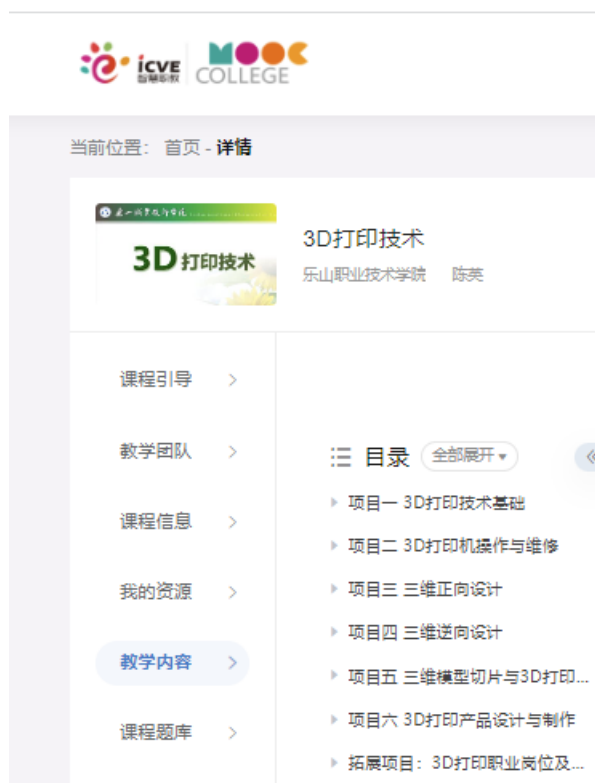 icve
智慧职教
MOOC
COLLEGE
当前位置： 首页 - 详情
3D打印技术
3D打印技术
乐山职业技术学院 陈英
课程引导
教学团队
目录 全部展开
项目一 3D打印技术基础
课程信息
项目二 3D打印机操作与维修
我的资源
项目三 三维正向设计
项目四 三维逆向设计
教学内容
项目五 三维模型切片与3D打印...
课程题库
项目六 3D打印产品设计与制作
拓展项目：3D打印职业岗位及...